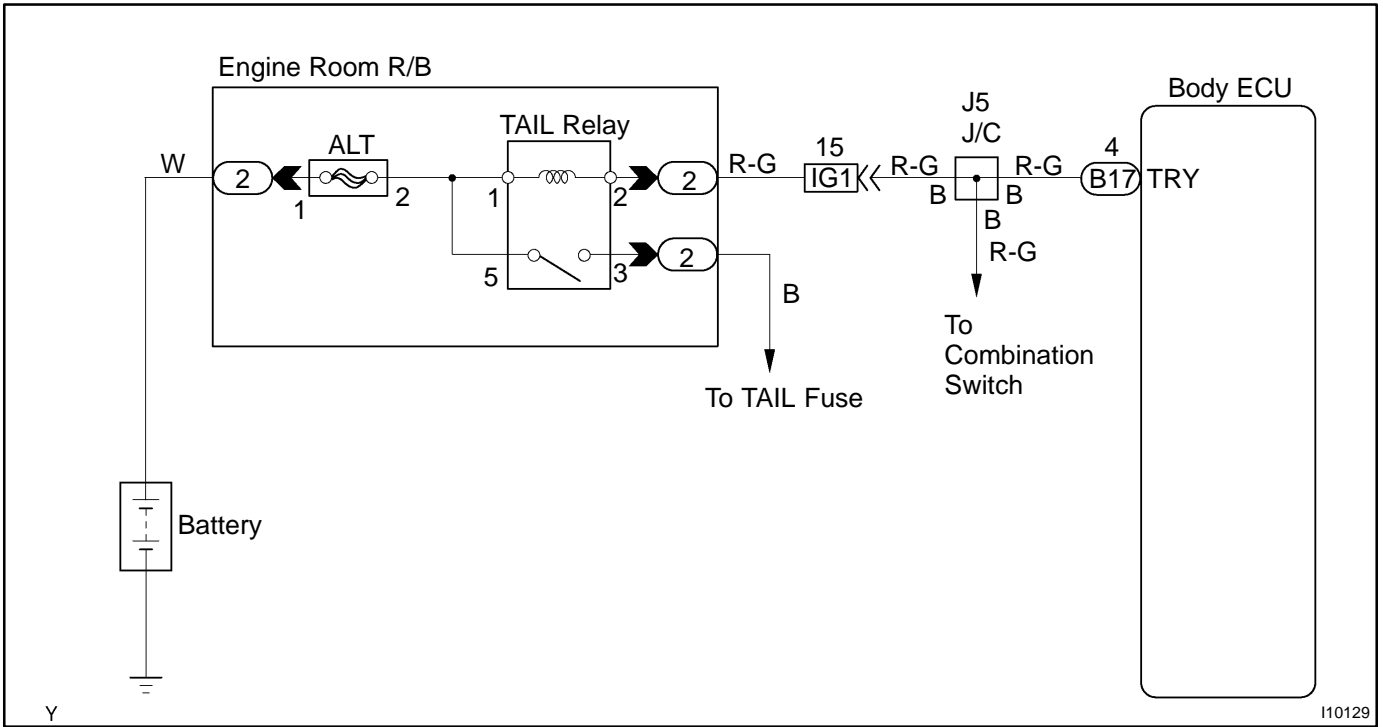 Engine Room R/B
Body ECU
J5
J/C
TAIL Relay
ALT
W
2
1
2
1
2
2
R-G
15
IG1
R-G
B
R-G
B
4
B17
TRY
B
R-G
5
3
2
B
To
Combination
Switch
To TAIL Fuse
Battery
Y
I10129